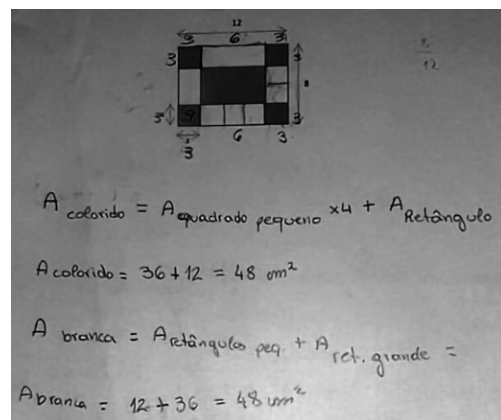 12
3 6 3
3
3 9 3
3 6 3
A colorido = A quadrado pequeno x4 + A Retângulo
A colorido = 36 + 12 = 48 cm²
A branca = A retângulos peq. + A ret. grande =
A branca = 12 + 36 = 48 cm²